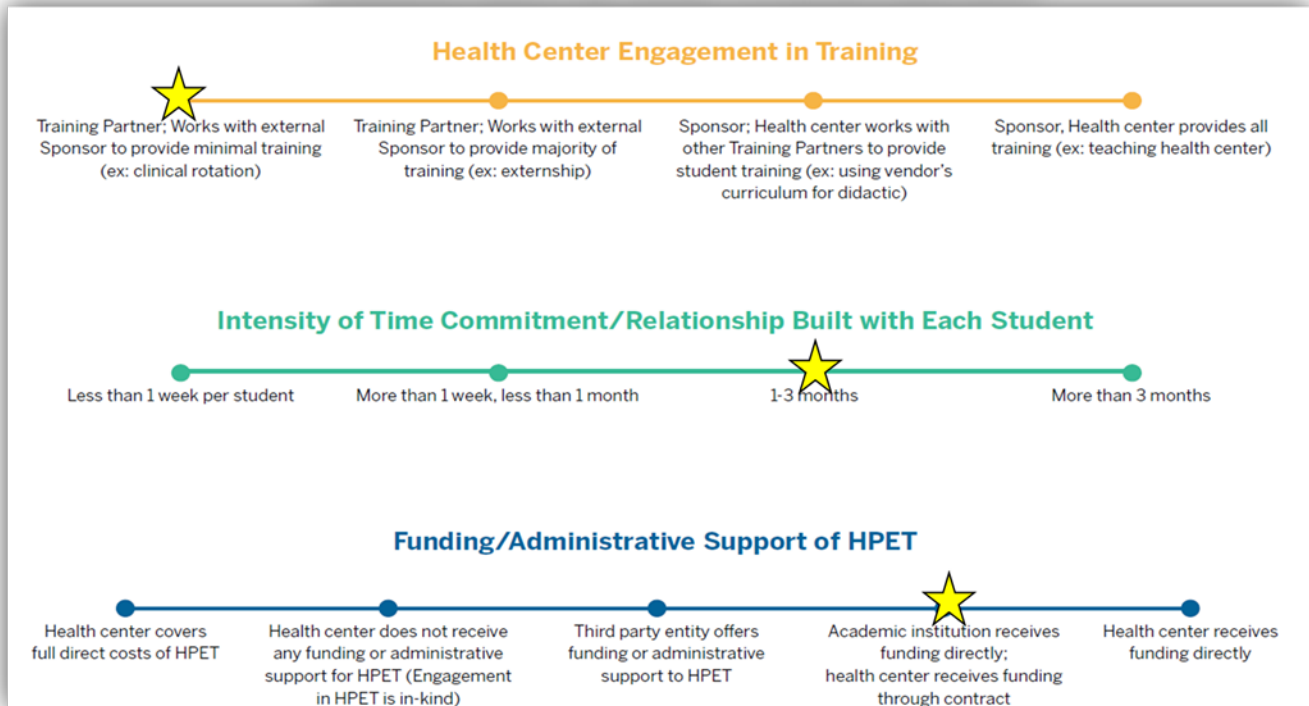 Health Center Engagement in Training
Training Partner; Works with external
Sponsor to provide minimal training
(ex: clinical rotation)
Training Partner; Works with external
Sponsor to provide majority of
training (ex: externship)
Sponsor; Health center works with
other Training Partners to provide
student training (ex: using vendor's
curriculum for didactic)
Sponsor, Health center provides all
training (ex: teaching health center)
Intensity of Time Commitment/Relationship Built with Each Student
Less than 1 week per student
More than 1 week, less than 1 month
1-3 months
More than 3 months
Funding/Administrative Support of HPET
Health center covers
full direct costs of HPET
Health center does not receive
any funding or administrative
support for HPET (Engagement
in HPET is in-kind)
Third party entity offers
funding or administrative
support to HPET
Academic institution receives
funding directly;
health center receives funding
through contract
Health center receives
funding directly